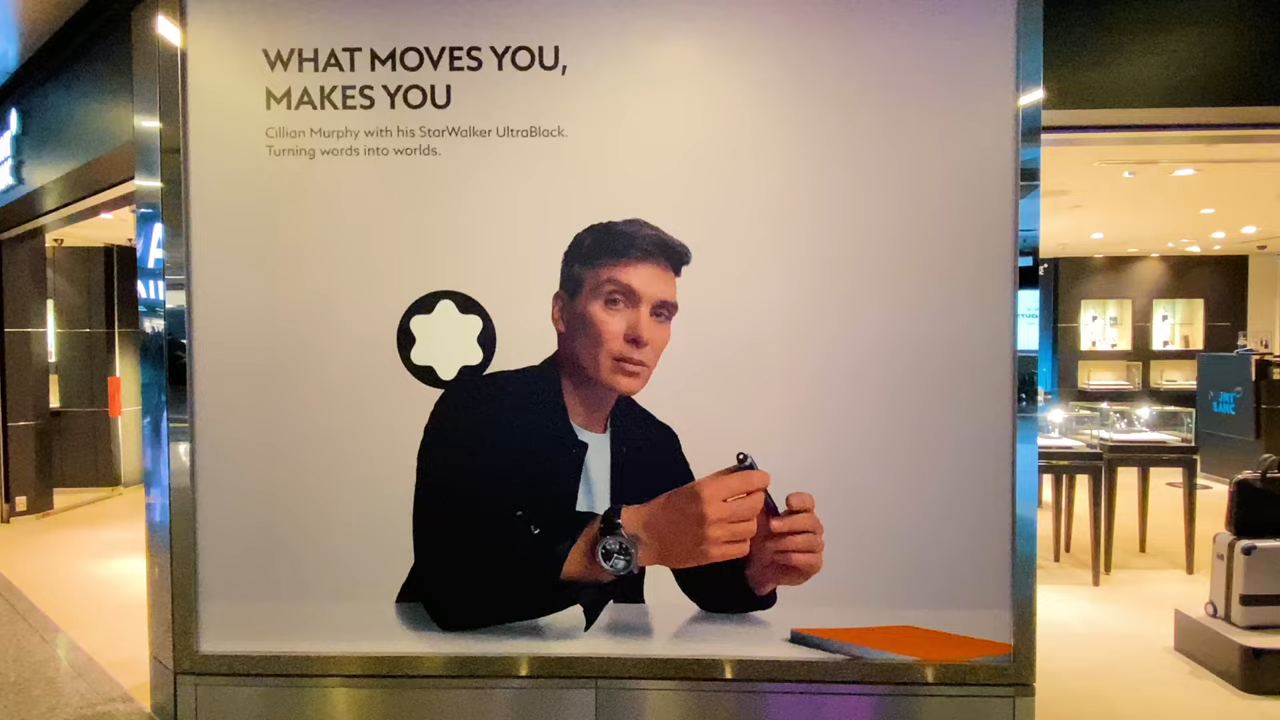 WHAT MOVES YOU,
MAKES YOU
Cillian Murphy with his StarWalker UltraBlack.
Turning words into worlds.